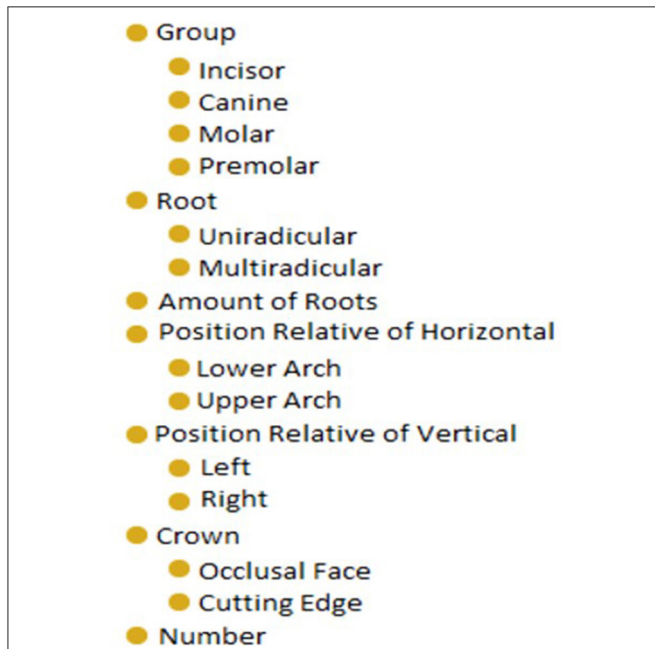 Group
Incisor
Canine
Molar
Premolar
Root
Uniradicular
Multiradicular
Amount of Roots
Position Relative of Horizontal
Lower Arch
Upper Arch
Position Relative of Vertical
Left
Right
Crown
Occlusal Face
Cutting Edge
Number